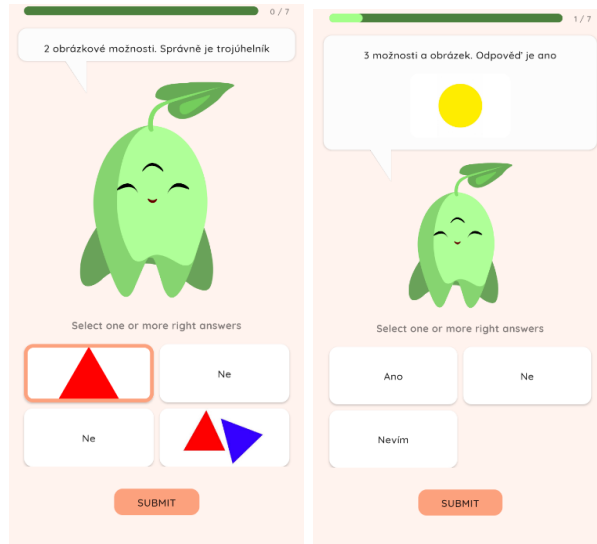 0 / 7
2 obrázkové možnosti. Správně je trojúhelník
Select one or more right answers
Ne
Ne
SUBMIT
1 / 7
3 možnosti a obrázek. Odpověď je ano
Select one or more right answers
Ano
Ne
Nevím
SUBMIT